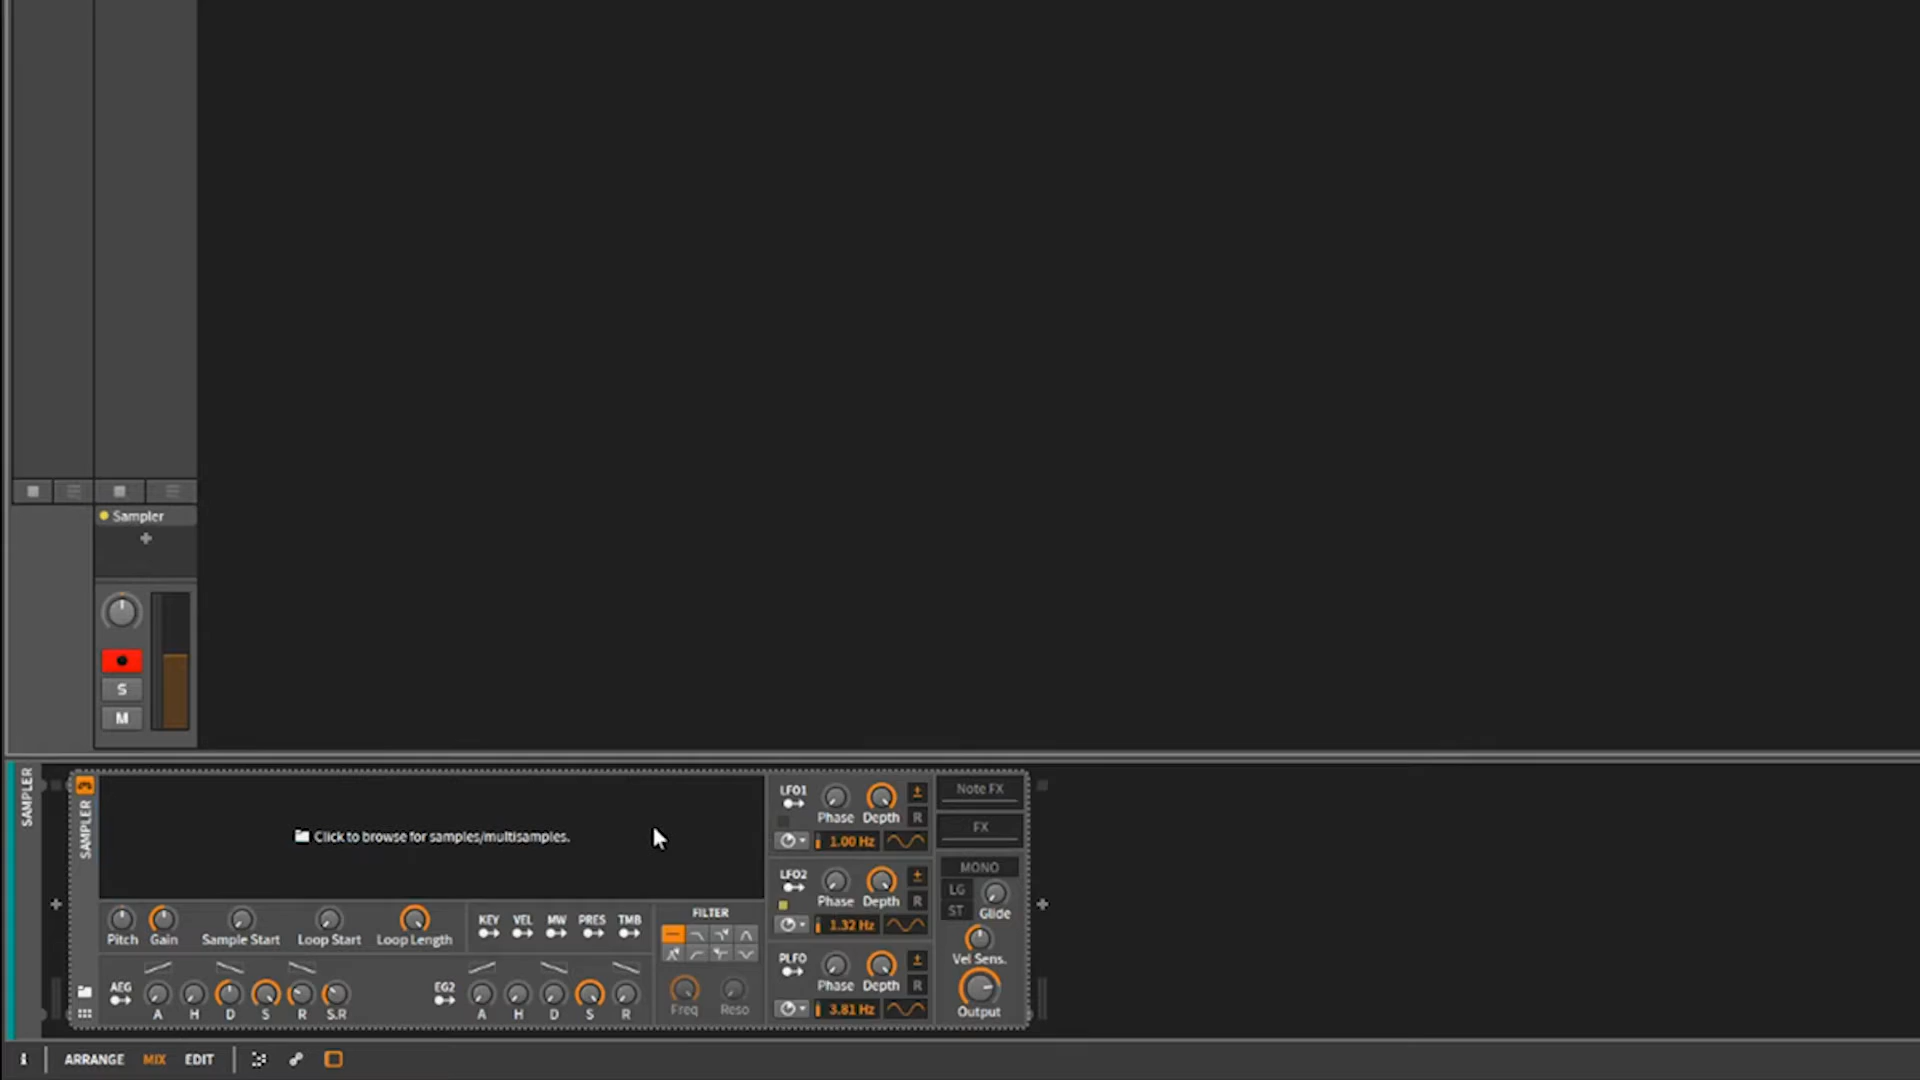 Sampler
S
M
SAMPLER
SAMPLER
Click to browse for samples/multisamples.
Pitch Gain Sample Start Loop Start Loop Length
KEY VEL MW PRES TMB
FILTER
AEG A H D S R S.R
EG2 A H D S R
Freq Reso
LFO1 Phase Depth R
1.00 Hz
LFO2 Phase Depth R
1.32 Hz
PLFO Phase Depth R
3.81 Hz
Note FX
FX
MONO
LG
ST Glide
Vel Sens.
Output
i ARRANGE MIX EDIT